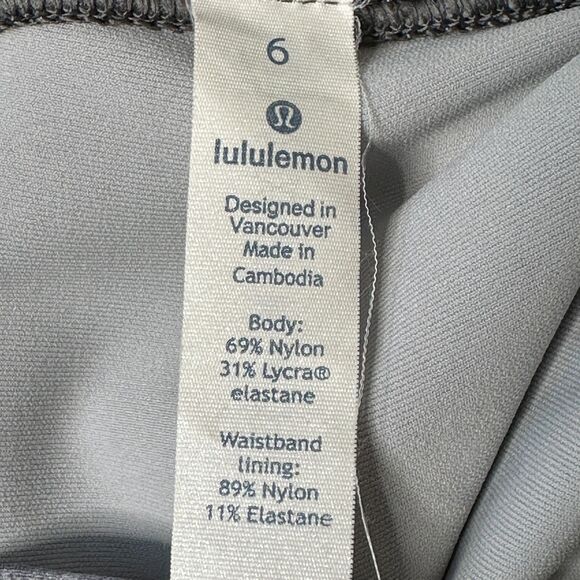 6
lululemon
Designed in
Vancouver
Made in
Cambodia
Body:
69% Nylon
31% Lycra®
elastane
Waistband
lining:
89% Nylon
11% Elastane